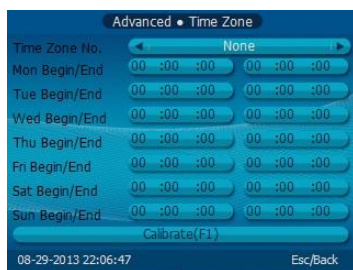 Advanced ● Time Zone
Time Zone No. None
Mon Begin/End 00 :00 :00 00 :00 :00
Tue Begin/End 00 :00 :00 00 :00 :00
Wed Begin/End 00 :00 :00 00 :00 :00
Thu Begin/End 00 :00 :00 00 :00 :00
Fri Begin/End 00 :00 :00 00 :00 :00
Sat Begin/End 00 :00 :00 00 :00 :00
Sun Begin/End 00 :00 :00 00 :00 :00
Calibrate(F1)
08-29-2013 22:06:47 Esc/Back